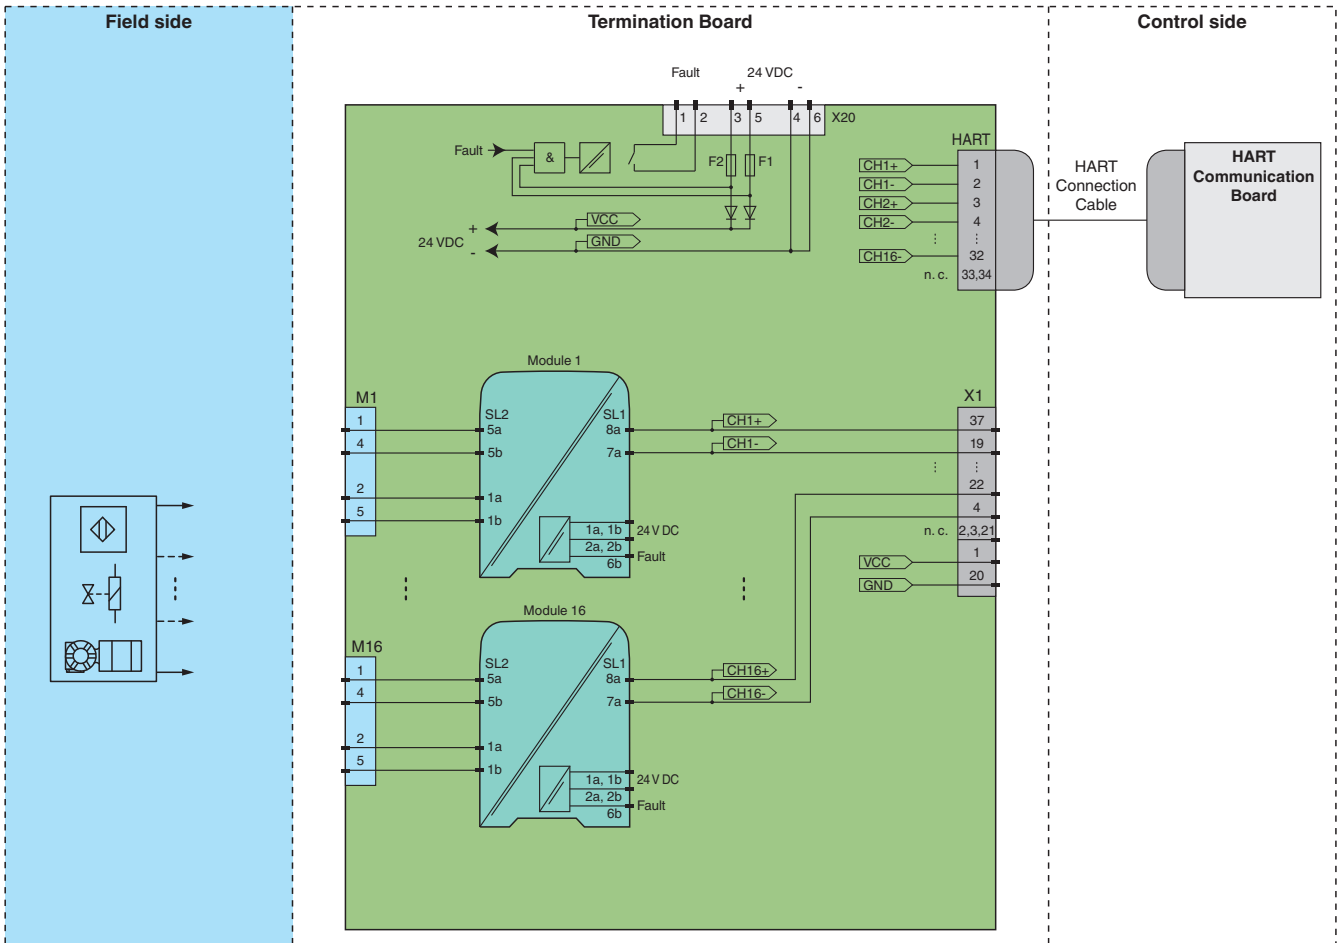 Field side
Termination Board
Control side
Fault 24 VDC
+ -
1 2 3 5 4 6 X20
Fault & F2 F1
VCC
+
24 VDC
-
GND
HART
CH1+ 1
CH1- 2
CH2+ 3
CH2- 4
⋮ ⋮
CH16- 32
n. c. 33,34
HART
Connection
Cable
HART
Communication
Board
Module 1
M1
1
4
2
5
SL2
5a
5b
1a
1b
SL1
8a
7a
1a, 1b
2a, 2b
6b
24 V DC
Fault
CH1+
CH1-
X1
37
19
⋮ ⋮
22
4
n. c. 2,3,21
VCC 1
GND 20
Module 16
M16
1
4
2
5
SL2
5a
5b
1a
1b
SL1
8a
7a
1a, 1b
2a, 2b
6b
24 V DC
Fault
CH16+
CH16-